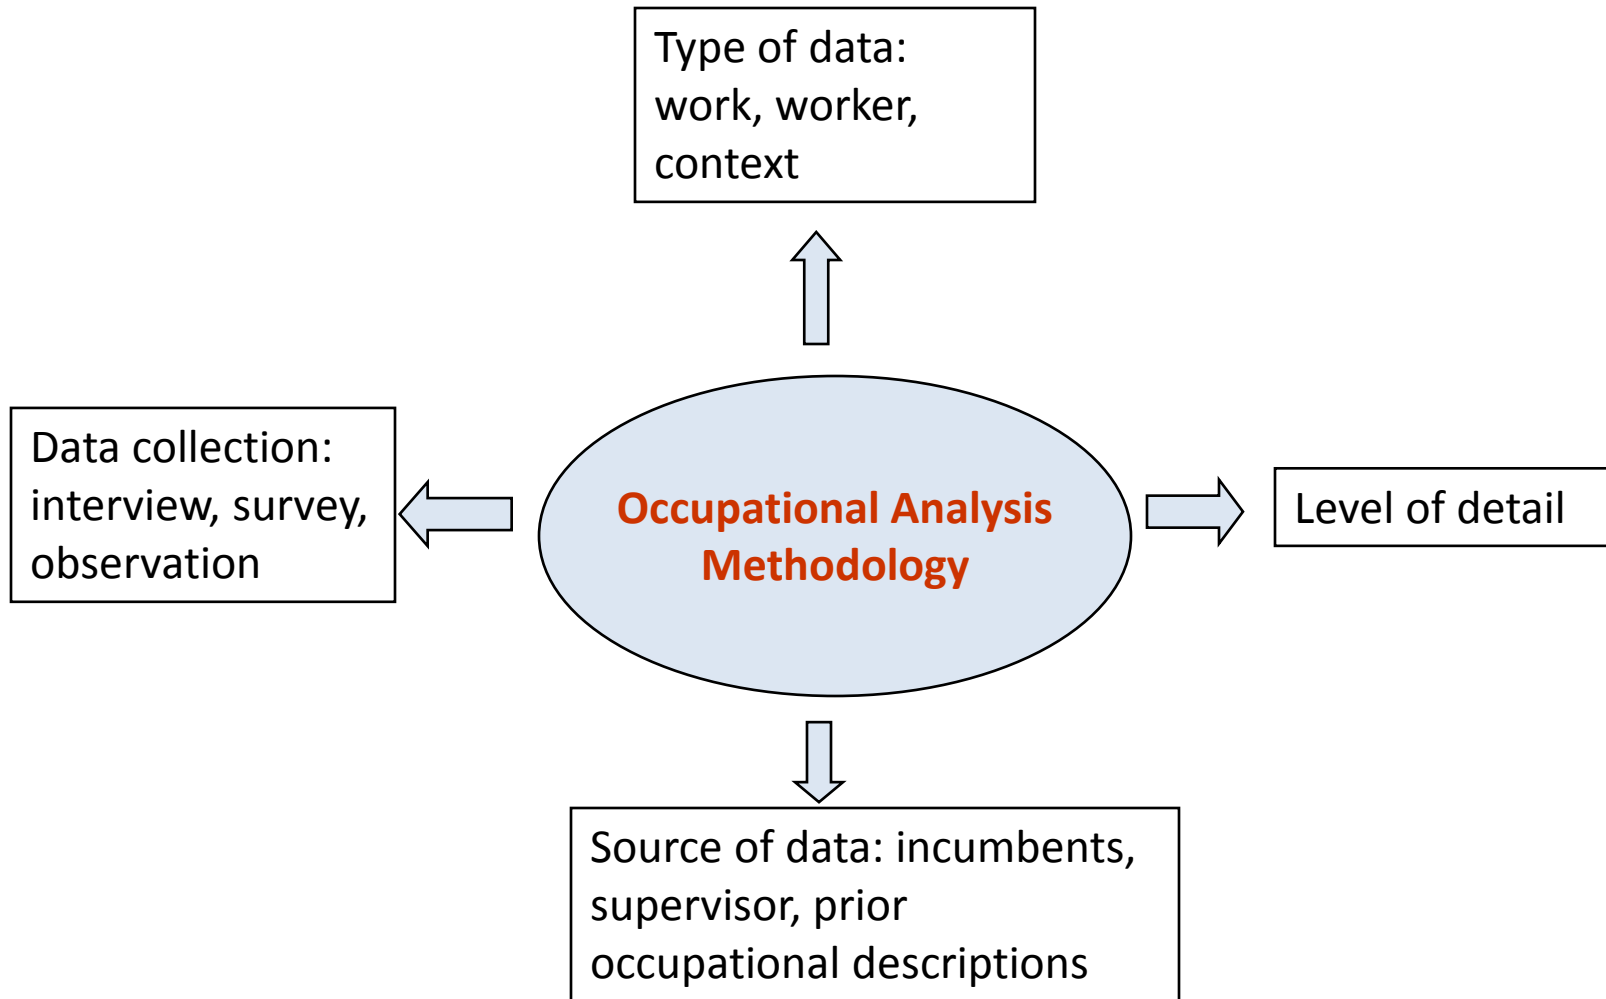 Type of data:
work, worker,
context
Data collection:
interview, survey,
observation
Occupational Analysis
Methodology
Level of detail
Source of data: incumbents,
supervisor, prior
occupational descriptions